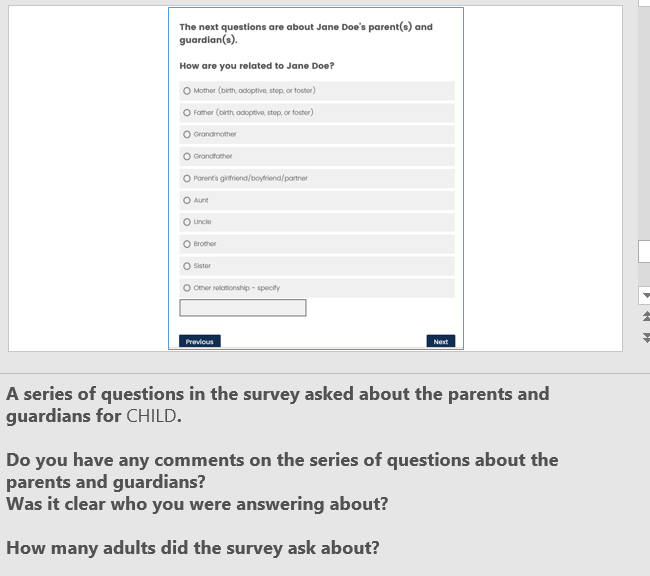 The next questions are about Jane Doe's parent(s) and
guardian(s).
How are you related to Jane Doe?
Mother (birth, adoptive, step, or foster)
Father (birth, adoptive, step, or foster)
Grandmother
Grandfather
Parent's girlfriend/boyfriend/partner
Aunt
Uncle
Brother
Sister
Other relationship - specify
Previous
Next
A series of questions in the survey asked about the parents and
guardians for CHILD.
Do you have any comments on the series of questions about the
parents and guardians?
Was it clear who you were answering about?
How many adults did the survey ask about?